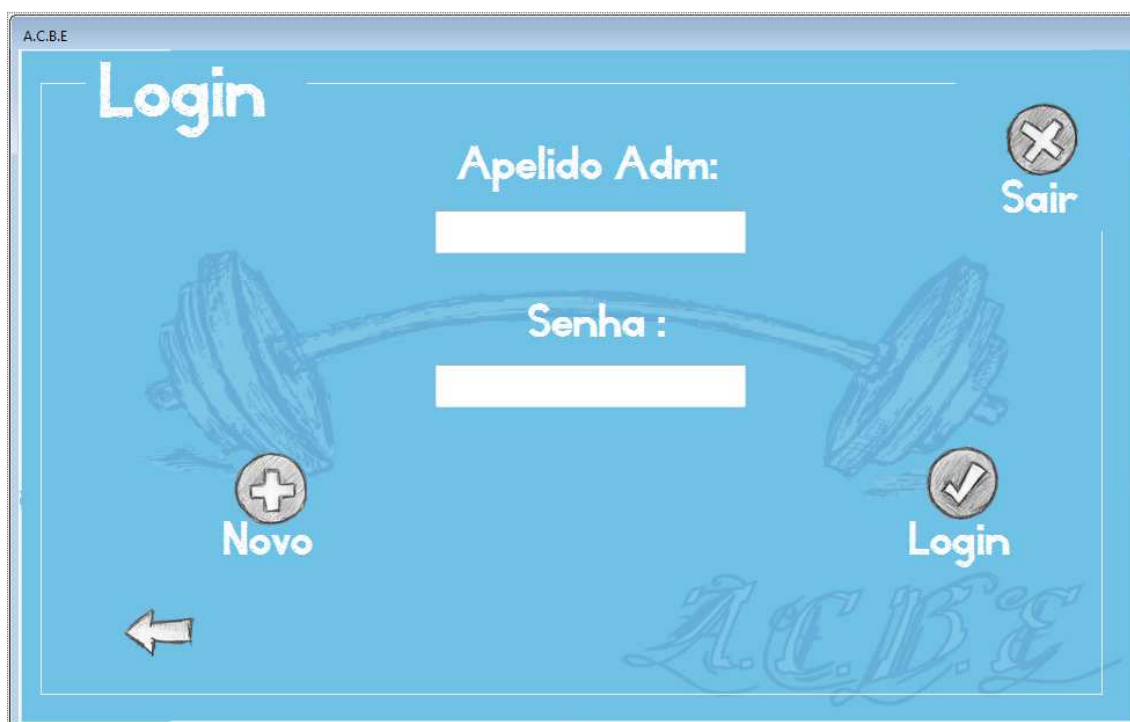 A.C.B.E
Login
Apelido Adm:
Sair
Senha :
Novo
Login
A.C.B.E